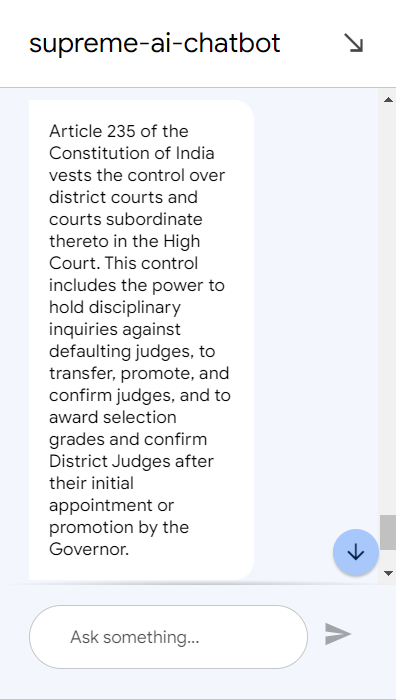 supreme-ai-chatbot
Article 235 of the
Constitution of India
vests the control over
district courts and
courts subordinate
thereto in the High
Court. This control
includes the power to
hold disciplinary
inquiries against
defaulting judges, to
transfer, promote, and
confirm judges, and to
award selection
grades and confirm
District Judges after
their initial
appointment or
promotion by the
Governor.
Ask something...